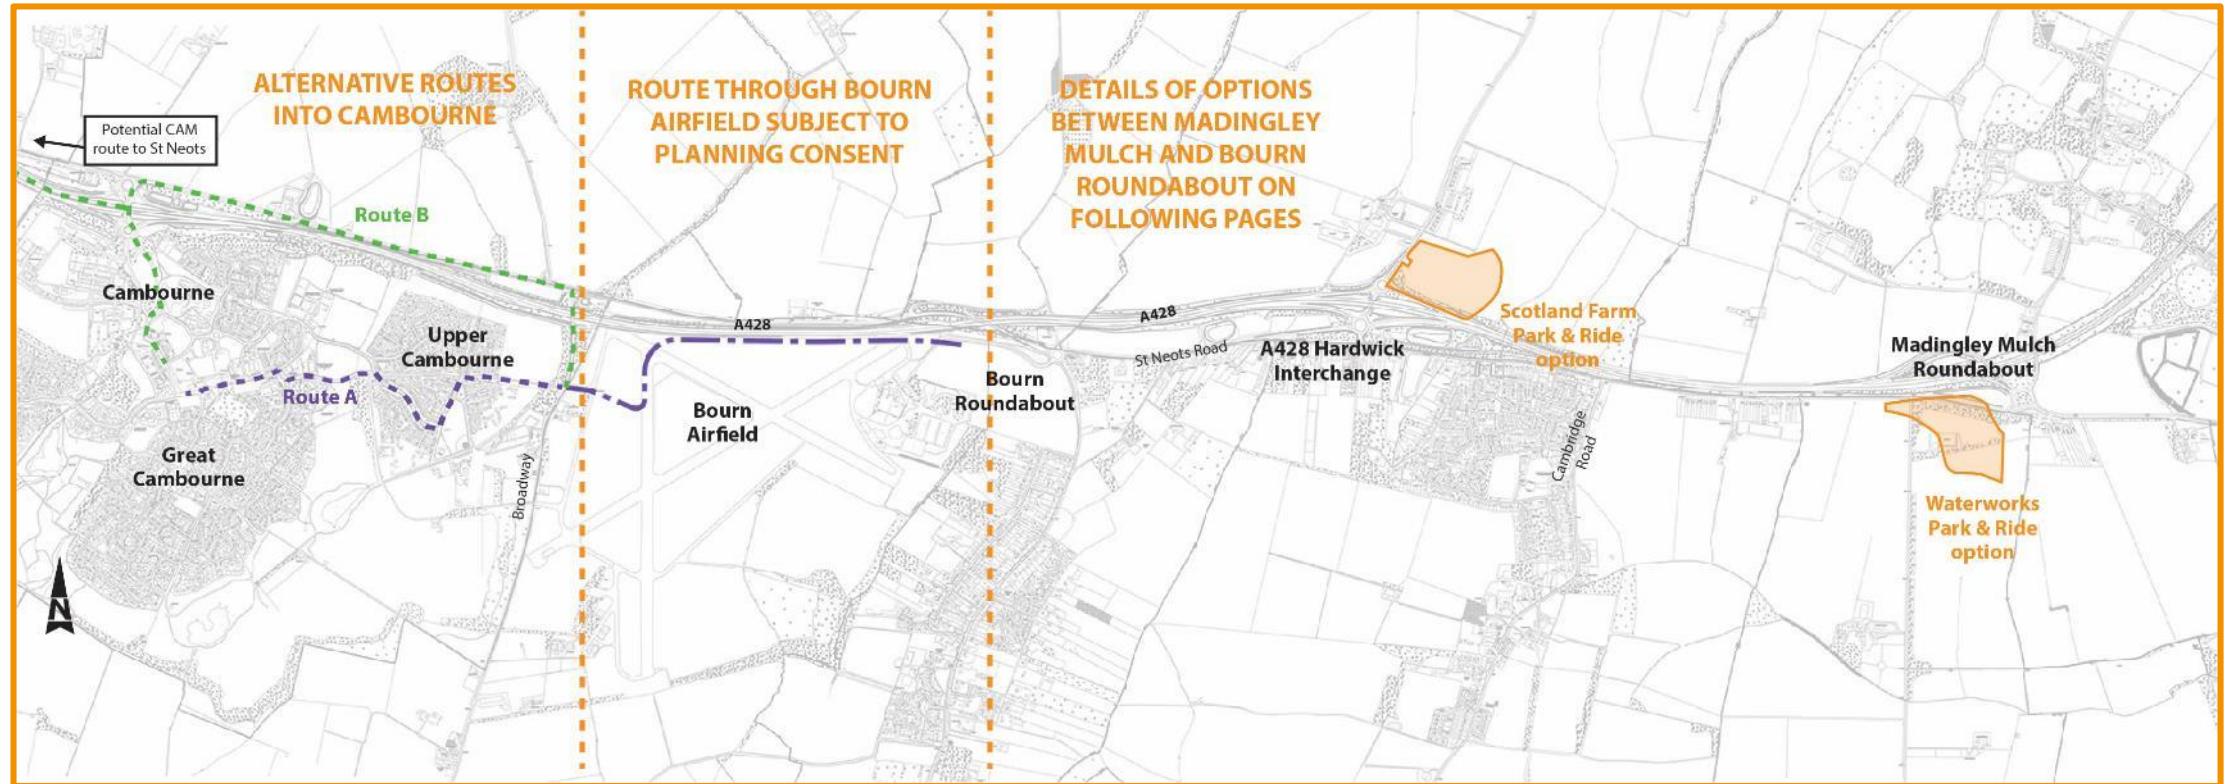 ALTERNATIVE ROUTES
INTO CAMBOURNE
ROUTE THROUGH BOURN
AIRFIELD SUBJECT TO
PLANNING CONSENT
DETAILS OF OPTIONS
BETWEEN MADINGLEY
MULCH AND BOURN
ROUNDABOUT ON
FOLLOWING PAGES
Potential CAM
route to St Neots
Route B
Cambourne
Upper
Cambourne
Route A
Great
Cambourne
Broadway
N
A428
Bourn
Airfield
Bourn
Roundabout
A428
St Neots Road
A428 Hardwick
Interchange
Scotland Farm
Park & Ride
option
Cambridge
Road
Madingley Mulch
Roundabout
Waterworks
Park & Ride
option